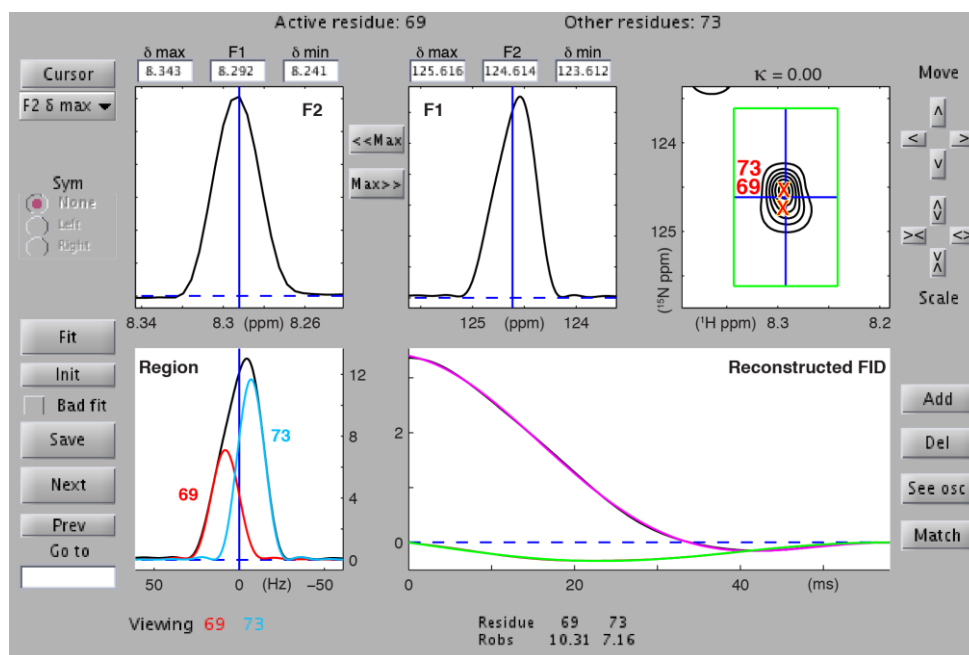 Active residue: 69 Other residues: 73
δ max F1 δ min δ max F2 δ min
8.343 8.292 8.241 125.616 124.614 123.612
κ = 0.00
Move
Cursor
F2 δ max
F2
F1
<<Max
Max>>
Sym
None
Left
Right
124
125
73
69
(¹⁵N ppm)
< ^ > v
>< <>
Scale
8.34 8.3 (ppm) 8.26
125 (ppm) 124
(¹H ppm) 8.3 8.2
Fit
Init
Bad fit
Save
Next
Prev
Go to
Region
12
8
4
0
69
73
50 0 (Hz) −50
Reconstructed FID
2
0
0 20 40 (ms)
Add
Del
See osc
Match
Viewing 69 73
Residue 69 73
Robs 10.31 7.16